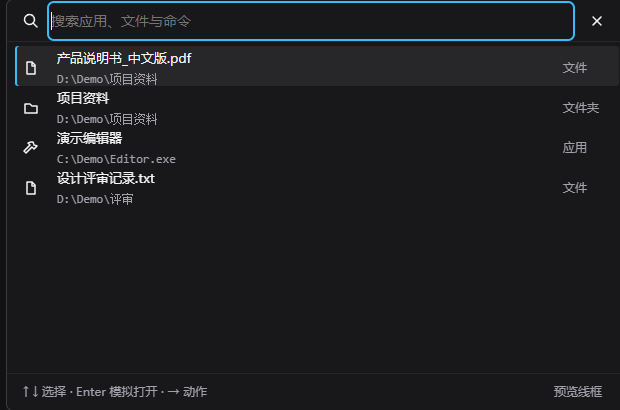 搜索应用、文件与命令
产品说明书_中文版.pdf
D:\Demo\项目资料
文件
项目资料
D:\Demo\项目资料
文件夹
演示编辑器
C:\Demo\Editor.exe
应用
设计评审记录.txt
D:\Demo\评审
文件
↑↓选择 · Enter 模拟打开 · → 动作
预览线框